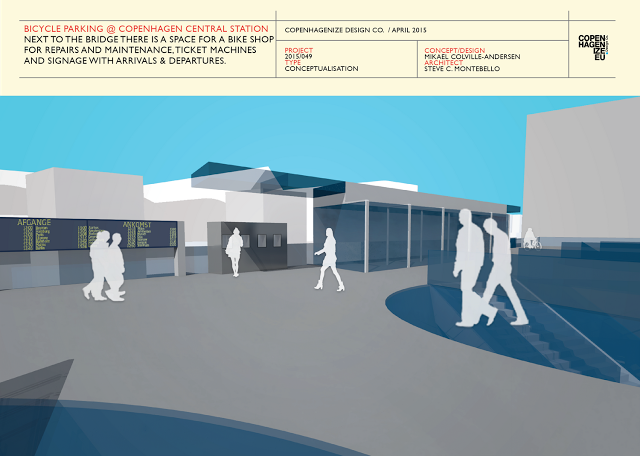 BICYCLE PARKING @ COPENHAGEN CENTRAL STATION
NEXT TO THE BRIDGE THERE IS A SPACE FOR A BIKE SHOP
FOR REPAIRS AND MAINTENANCE, TICKET MACHINES
AND SIGNAGE WITH ARRIVALS & DEPARTURES.
COPENHAGENIZE DESIGN CO. / APRIL 2015
PROJECT
2015/049
TYPE
CONCEPTUALISATION
CONCEPT/DESIGN
MIKAEL COLVILLE-ANDERSEN
ARCHITECT
STEVE C. MONTEBELLO
COPEN
HAGEN
IZE
EU
AFGANGE
ANKOMST